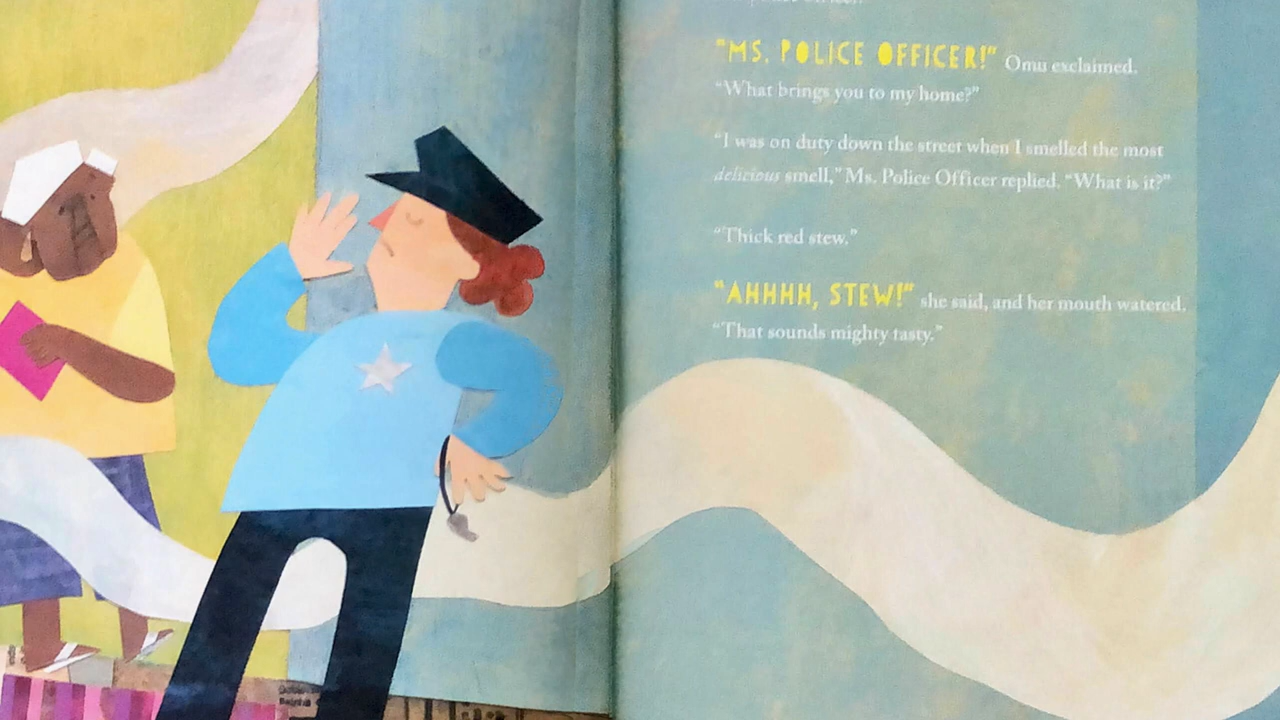 "MS. POLICE OFFICER!" Omu exclaimed.
"What brings you to my home?"
"I was on duty down the street when I smelled the most
delicious smell," Ms. Police Officer replied. "What is it?"
"Thick red stew."
"AHHHH, STEW!" she said, and her mouth watered.
"That sounds mighty tasty."